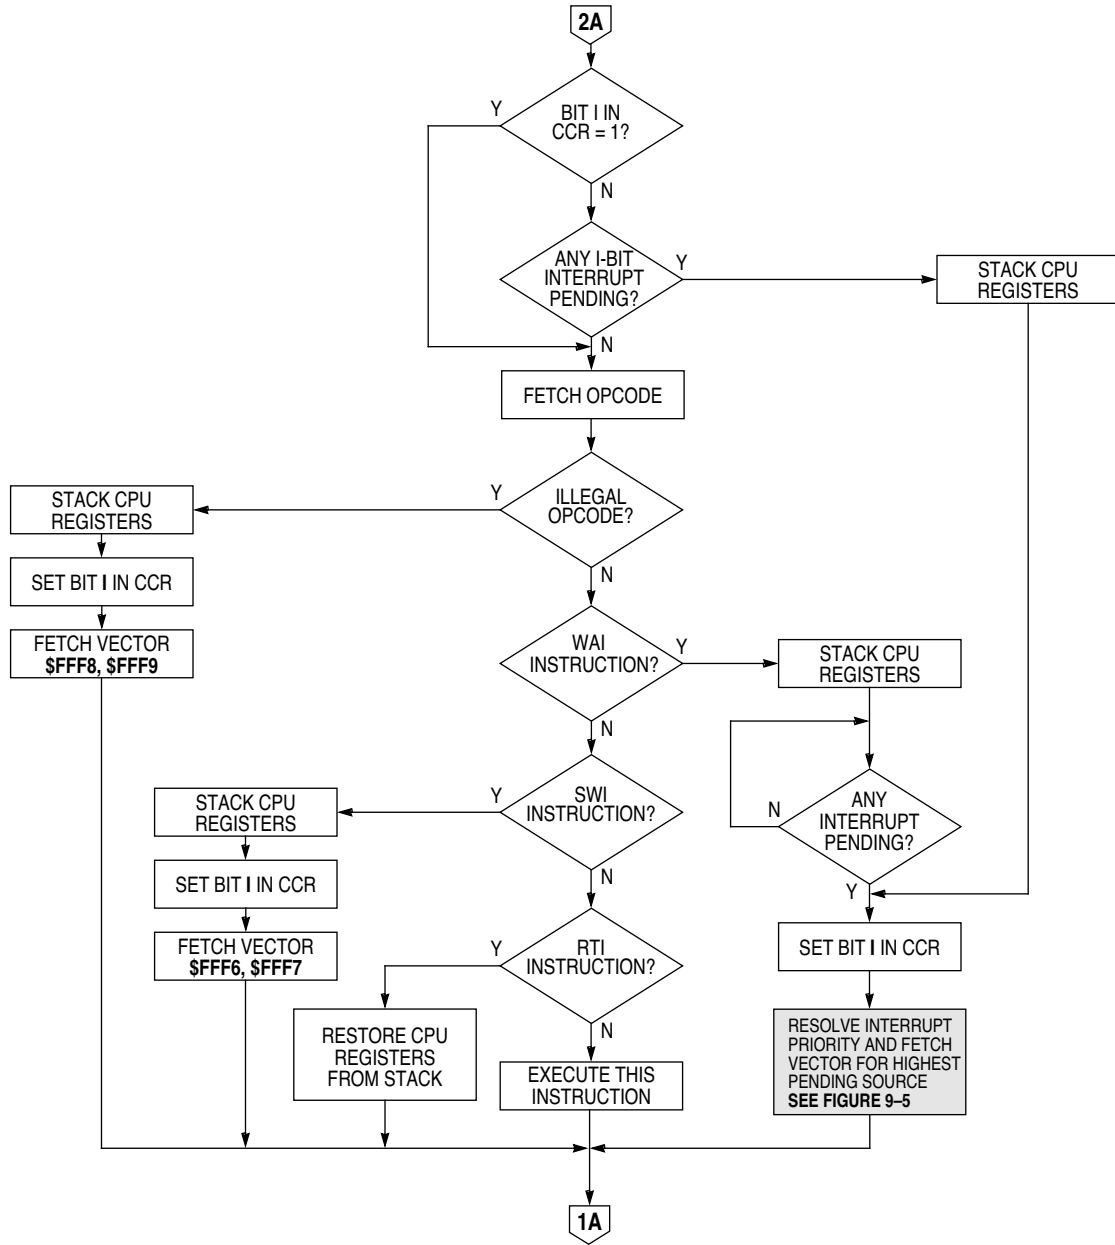 2A
BIT I IN
CCR = 1?
Y
N
ANY I-BIT
INTERRUPT
PENDING?
Y
N
STACK CPU
REGISTERS
FETCH OPCODE
ILLEGAL
OPCODE?
Y
N
STACK CPU
REGISTERS
SET BIT I IN CCR
FETCH VECTOR
$FFF8, $FFF9
WAI
INSTRUCTION?
Y
N
STACK CPU
REGISTERS
ANY
INTERRUPT
PENDING?
N
Y
SWI
INSTRUCTION?
Y
N
STACK CPU
REGISTERS
SET BIT I IN CCR
FETCH VECTOR
$FFF6, $FFF7
RTI
INSTRUCTION?
Y
N
RESTORE CPU
REGISTERS
FROM STACK
EXECUTE THIS
INSTRUCTION
SET BIT I IN CCR
RESOLVE INTERRUPT
PRIORITY AND FETCH
VECTOR FOR HIGHEST
PENDING SOURCE
SEE FIGURE 9–5
1A